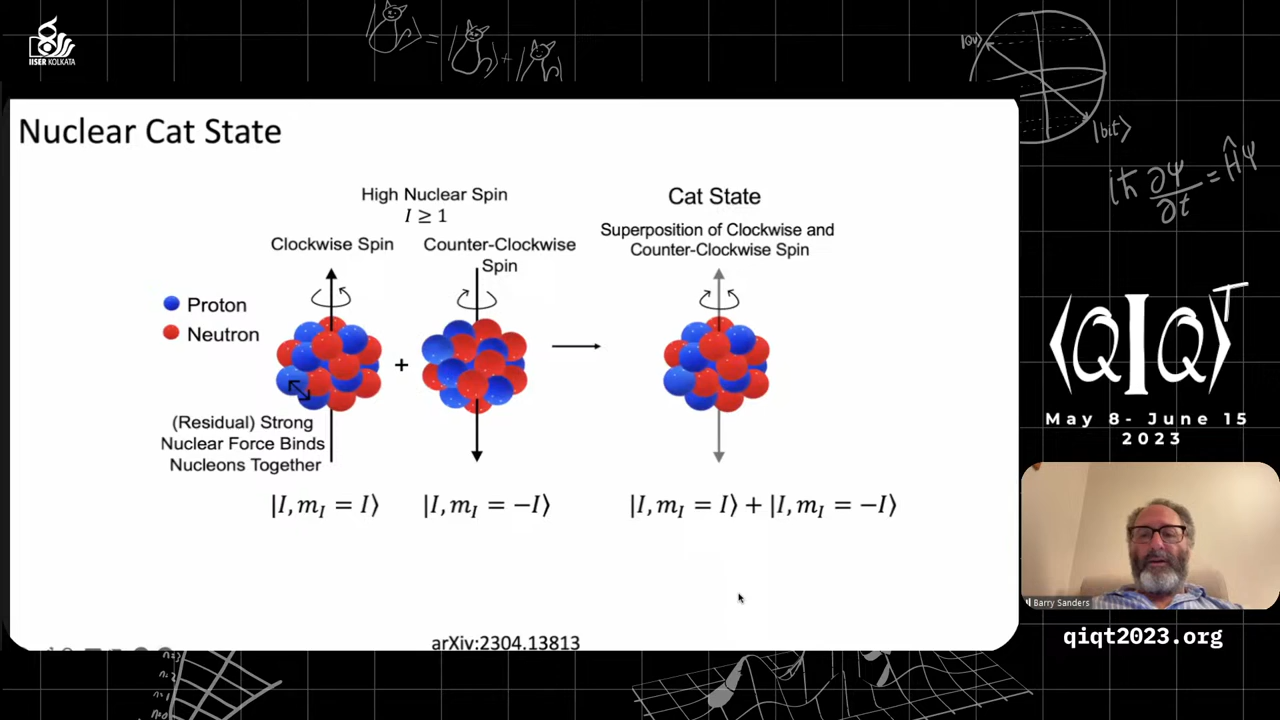 IISER KOLKATA
Nuclear Cat State
High Nuclear Spin
I ≥ 1
Clockwise Spin
Counter-Clockwise
Spin
Cat State
Superposition of Clockwise and
Counter-Clockwise Spin
Proton
Neutron
+
(Residual) Strong
Nuclear Force Binds
Nucleons Together
|I, m_I = I⟩
|I, m_I = −I⟩
|I, m_I = I⟩ + |I, m_I = −I⟩
arXiv:2304.13813
|bit⟩
iħ ∂Ψ/∂t = ĤΨ
⟨Q|Q⟩ᵀ
May 8- June 15
2023
Barry Sanders
qiqt2023.org
n=2
n=1
n=0